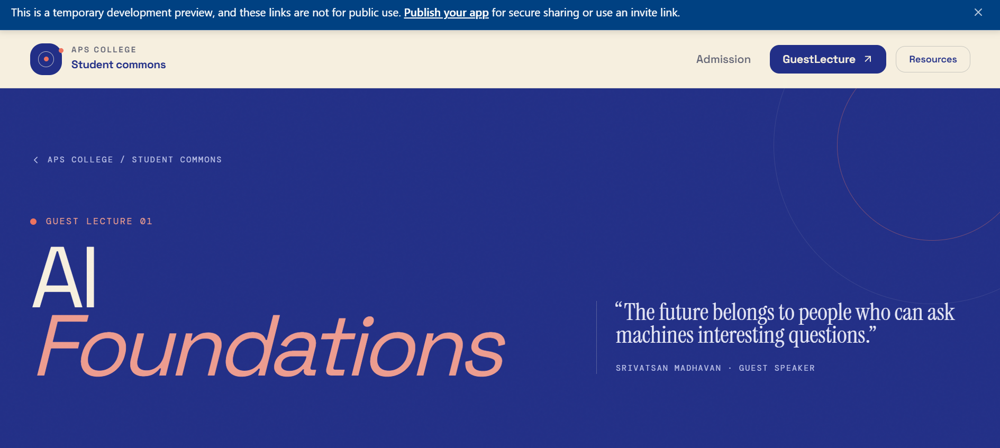 This is a temporary development preview, and these links are not for public use. Publish your app for secure sharing or use an invite link.
APS COLLEGE
Student commons
Admission
GuestLecture
Resources
APS COLLEGE / STUDENT COMMONS
GUEST LECTURE 01
AI
Foundations
“The future belongs to people who can ask
machines interesting questions.”
SRIVATSAN MADHAVAN · GUEST SPEAKER